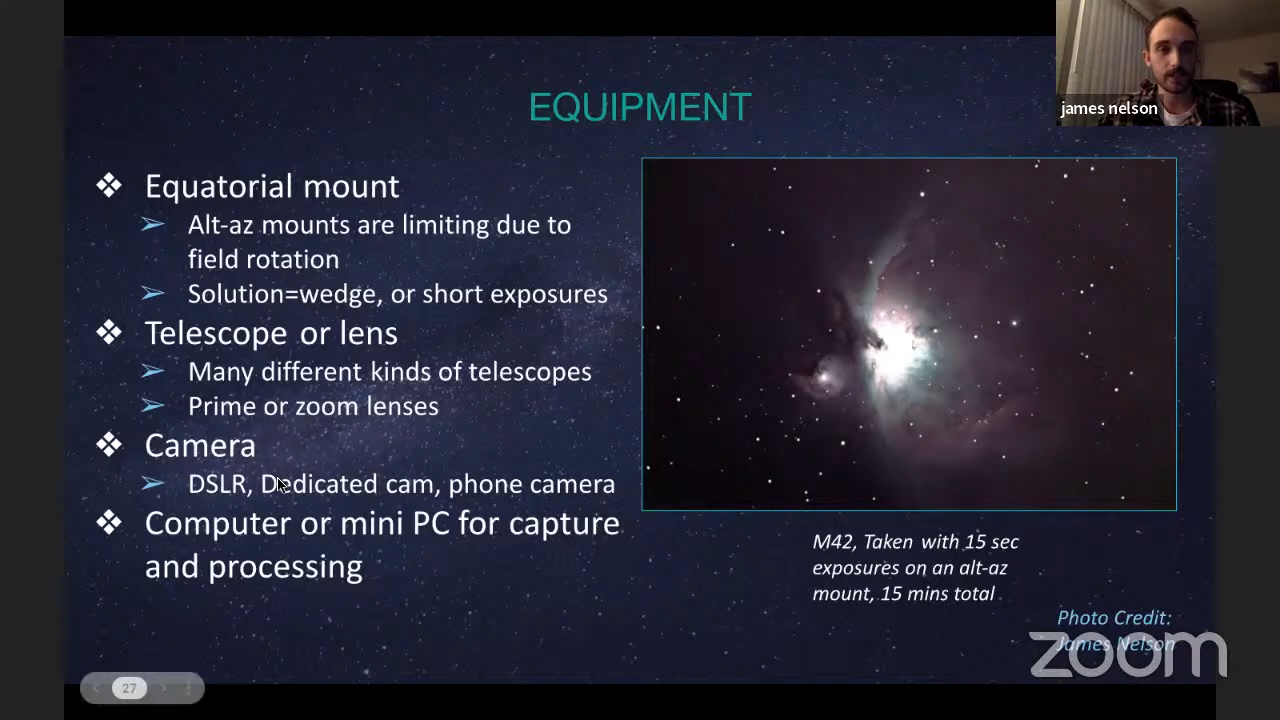 james nelson
EQUIPMENT
❖ Equatorial mount
➢ Alt-az mounts are limiting due to
field rotation
➢ Solution=wedge, or short exposures
❖ Telescope or lens
➢ Many different kinds of telescopes
➢ Prime or zoom lenses
❖ Camera
➢ DSLR, Dedicated cam, phone camera
❖ Computer or mini PC for capture
and processing
M42, Taken with 15 sec
exposures on an alt-az
mount, 15 mins total
Photo Credit:
James Nelson
zoom
27